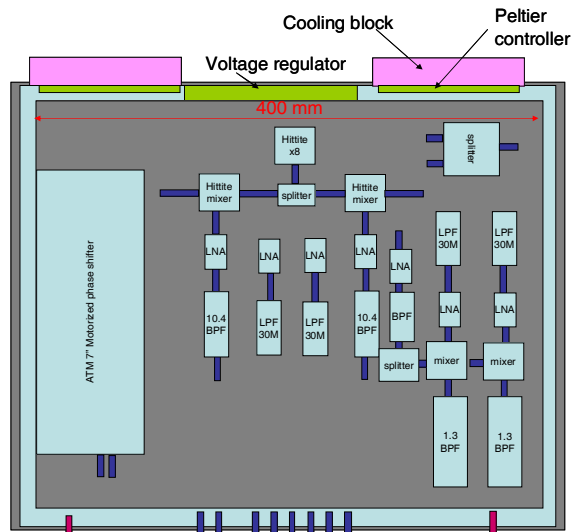 Cooling block
Peltier
controller
Voltage regulator
400 mm
Hittite
x8
splitter
Hittite
mixer
splitter
Hittite
mixer
LPF
30M
LPF
30M
LNA
LNA
LNA
LNA
LNA
10.4
BPF
LPF
30M
LPF
30M
10.4
BPF
BPF
LNA
LNA
ATM 7" Motorized phase shifter
splitter
mixer
mixer
1.3
BPF
1.3
BPF